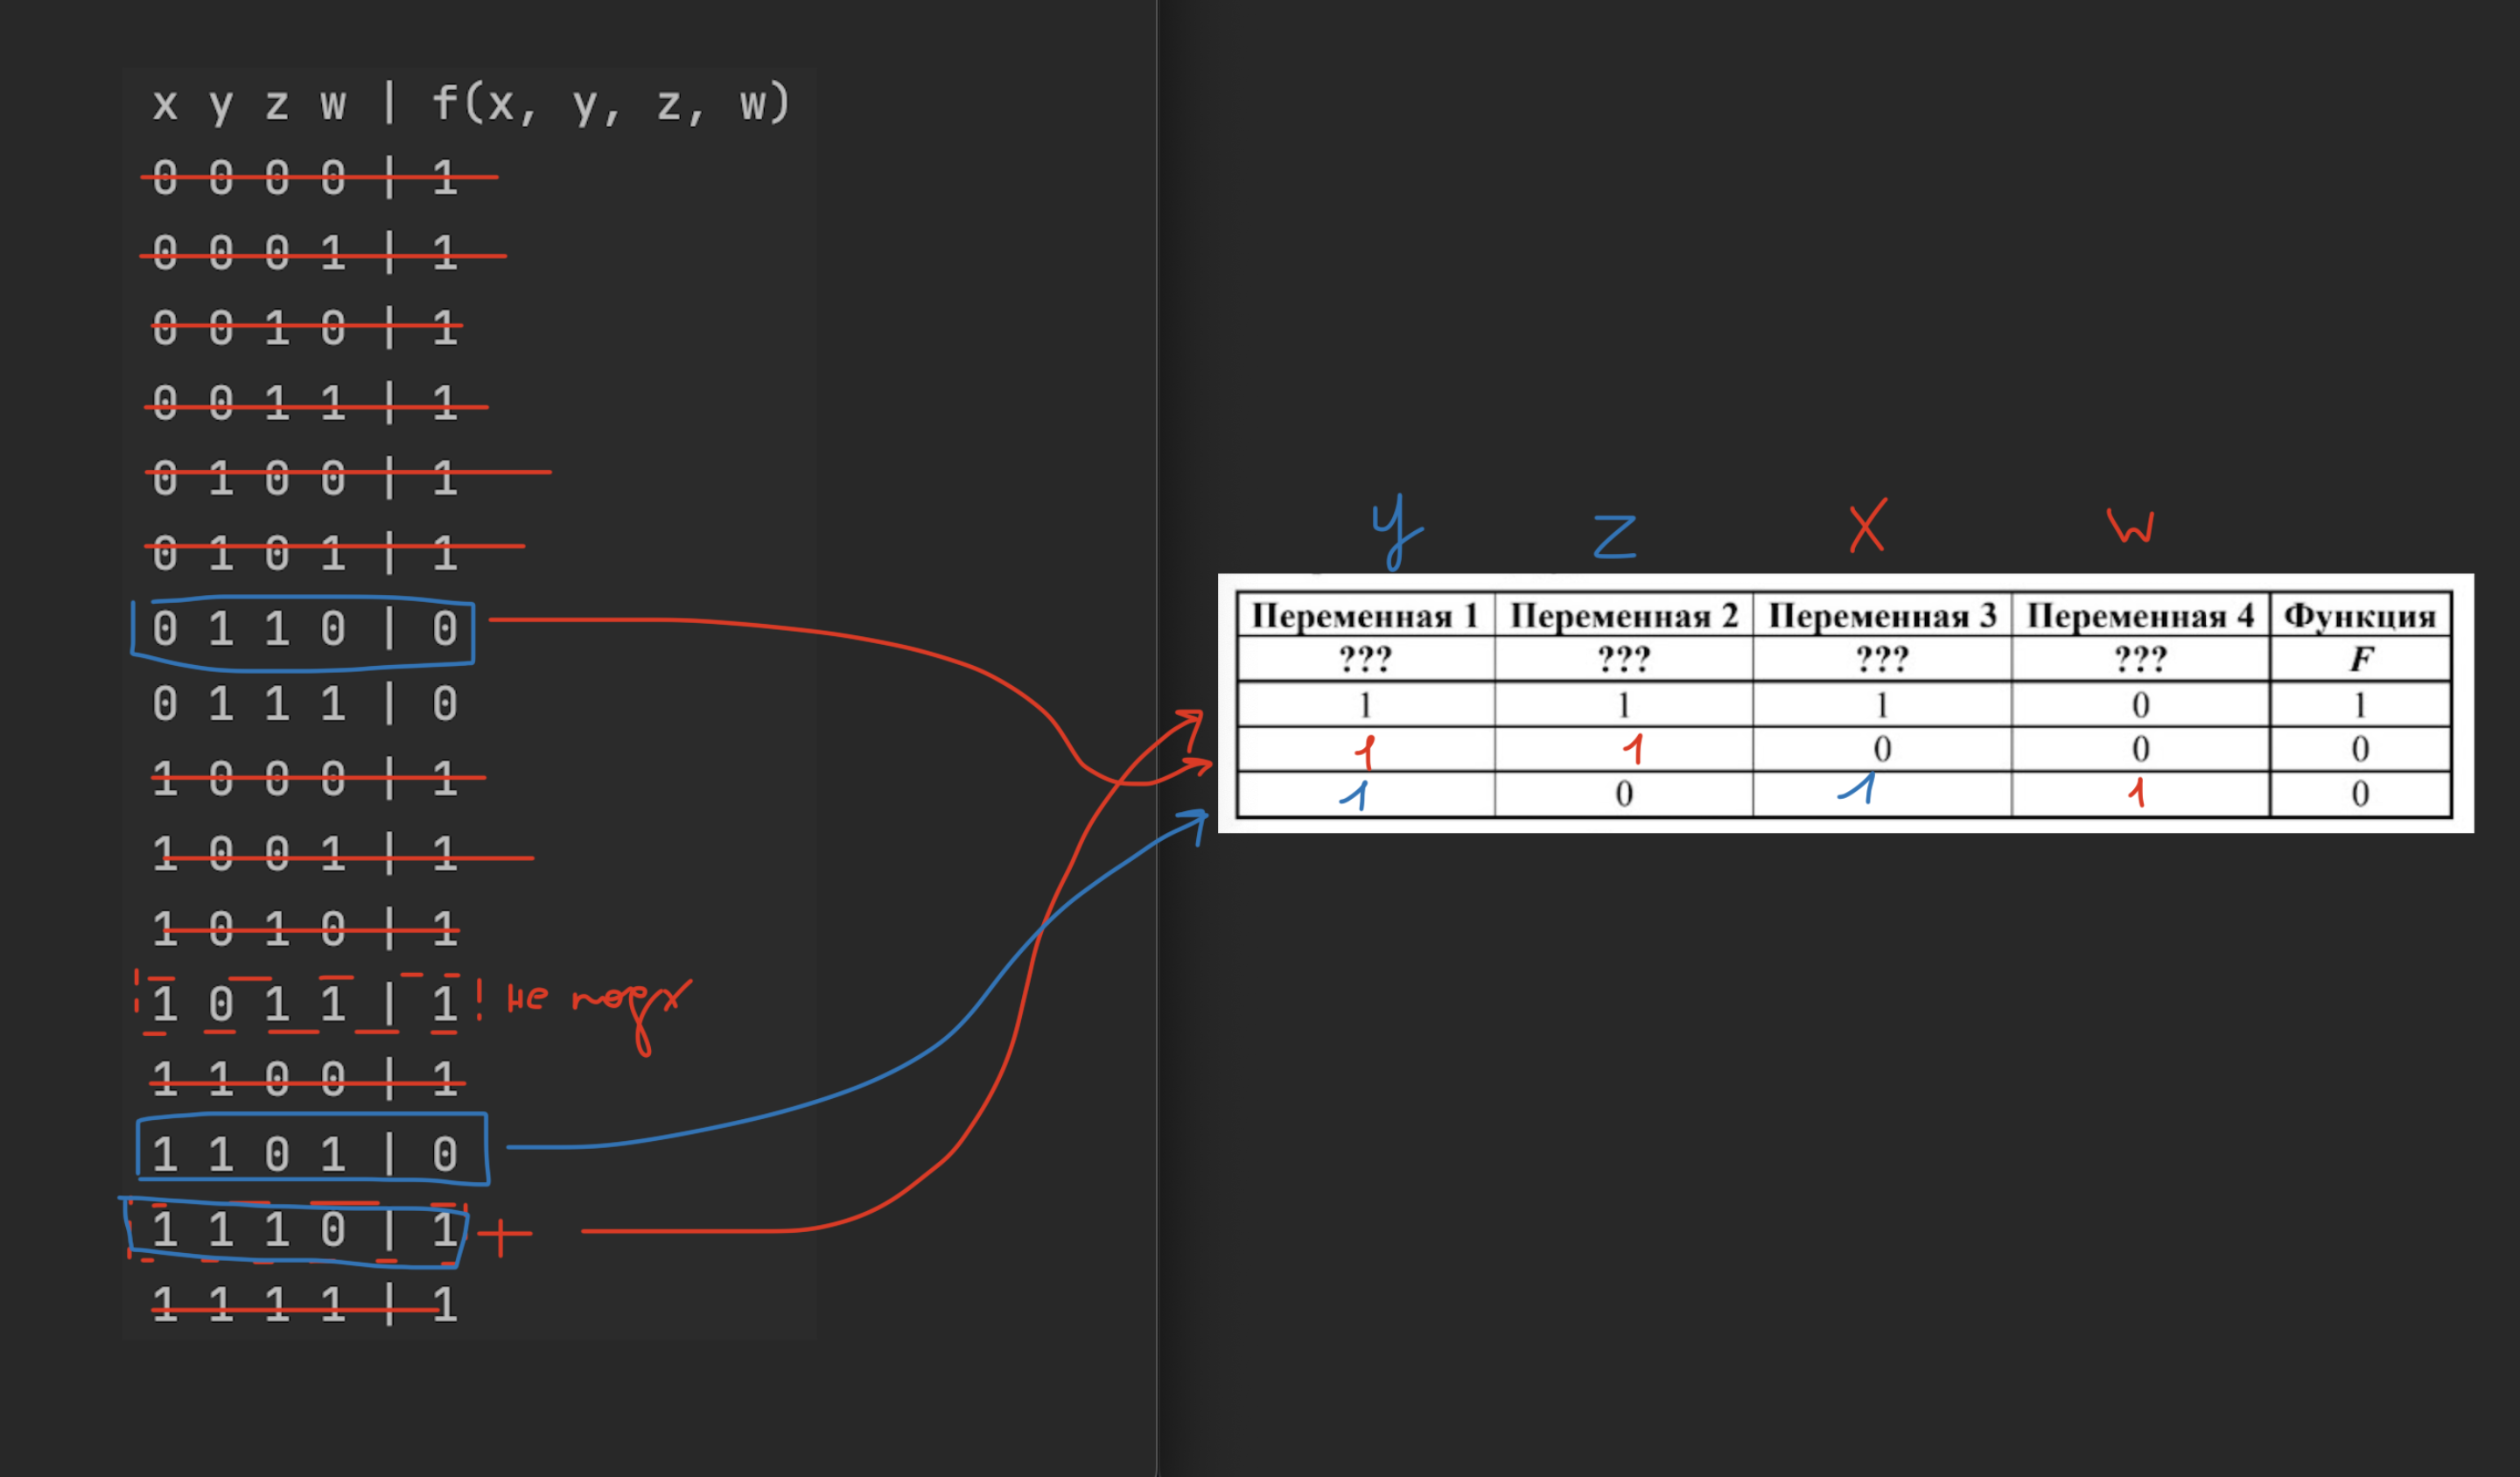 x y z w | f(x, y, z, w)
0 0 0 0 | 1
0 0 0 1 | 1
0 0 1 0 | 1
0 0 1 1 | 1
0 1 0 0 | 1
0 1 0 1 | 1
0 1 1 0 | 0
0 1 1 1 | 0
1 0 0 0 | 1
1 0 0 1 | 1
1 0 1 0 | 1
1 0 1 1 | 1 не подх
1 1 0 0 | 1
1 1 0 1 | 0
1 1 1 0 | 1 +
1 1 1 1 | 1
y z x w
Переменная 1 Переменная 2 Переменная 3 Переменная 4 Функция
??? ??? ??? ??? F
1 1 1 0 1
1 1 0 0 0
1 0 1 1 0